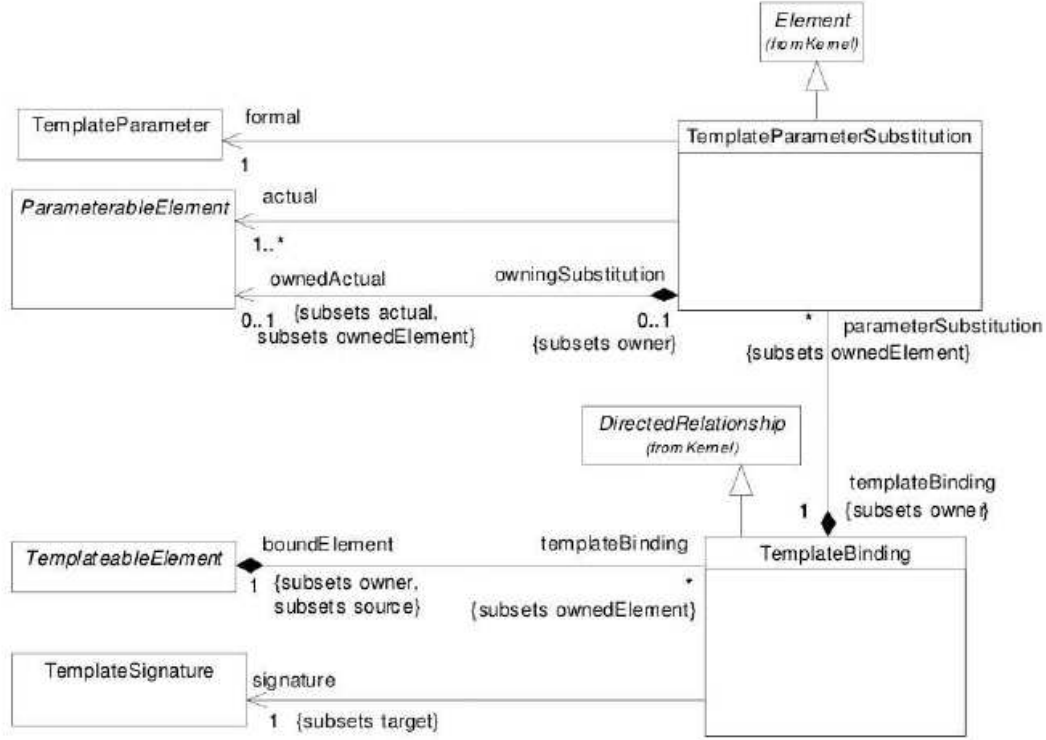 Element
(from Kernel)
TemplateParameter
formal
1
TemplateParameterSubstitution
ParameterableElement
actual
1..*
ownedActual
0..1
{subsets actual,
subsets ownedElement}
owningSubstitution
0..1
{subsets owner}
*
parameterSubstitution
{subsets ownedElement}
DirectedRelationship
(from Kernel)
templateBinding
1
{subsets owner}
TemplateableElement
boundElement
1
{subsets owner,
subsets source}
templateBinding
*
{subsets ownedElement}
TemplateBinding
TemplateSignature
signature
1
{subsets target}